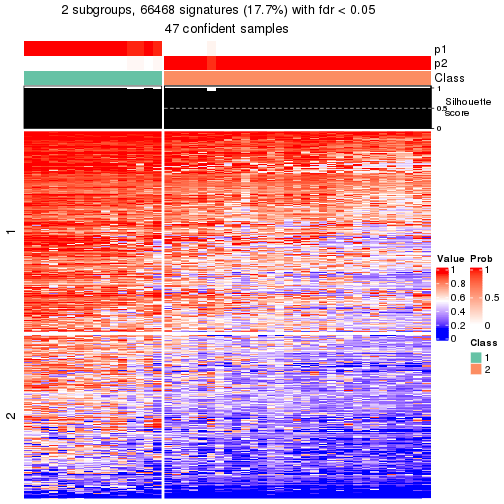 2 subgroups, 66468 signatures (17.7%) with fdr < 0.05
47 confident samples
p1
p2
Class
1
0.5
0
Silhouette
score
1
2
Value
1
0.8
0.6
0.4
0.2
0
Prob
1
0.5
0
Class
1
2